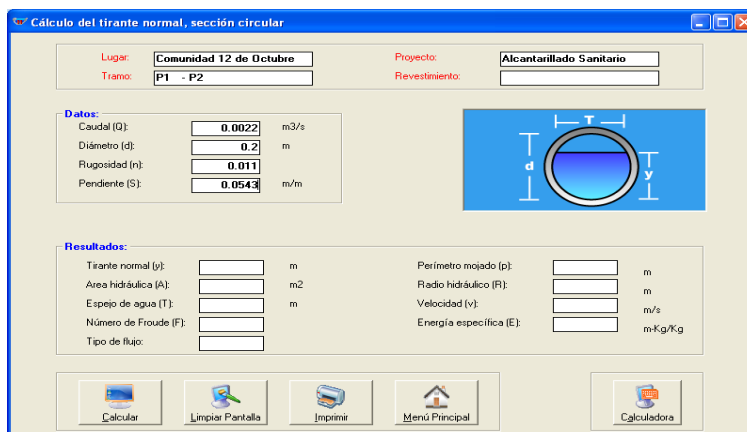 Cálculo del tirante normal, sección circular
Lugar: Comunidad 12 de Octubre Proyecto: Alcantarillado Sanitario
Tramo: P1 - P2 Revestimiento:
Datos:
Caudal (Q): 0.0022 m3/s
Diámetro (d): 0.2 m
Rugosidad (n): 0.011
Pendiente (S): 0.0543 m/m
T
d
y
Resultados:
Tirante normal (y): m Perímetro mojado (p): m
Area hidráulica (A): m2 Radio hidráulico (R): m
Espejo de agua (T): m Velocidad (v): m/s
Número de Froude (F): Energía específica (E): m-Kg/Kg
Tipo de flujo:
Calcular Limpiar Pantalla Imprimir Menú Principal Calculadora